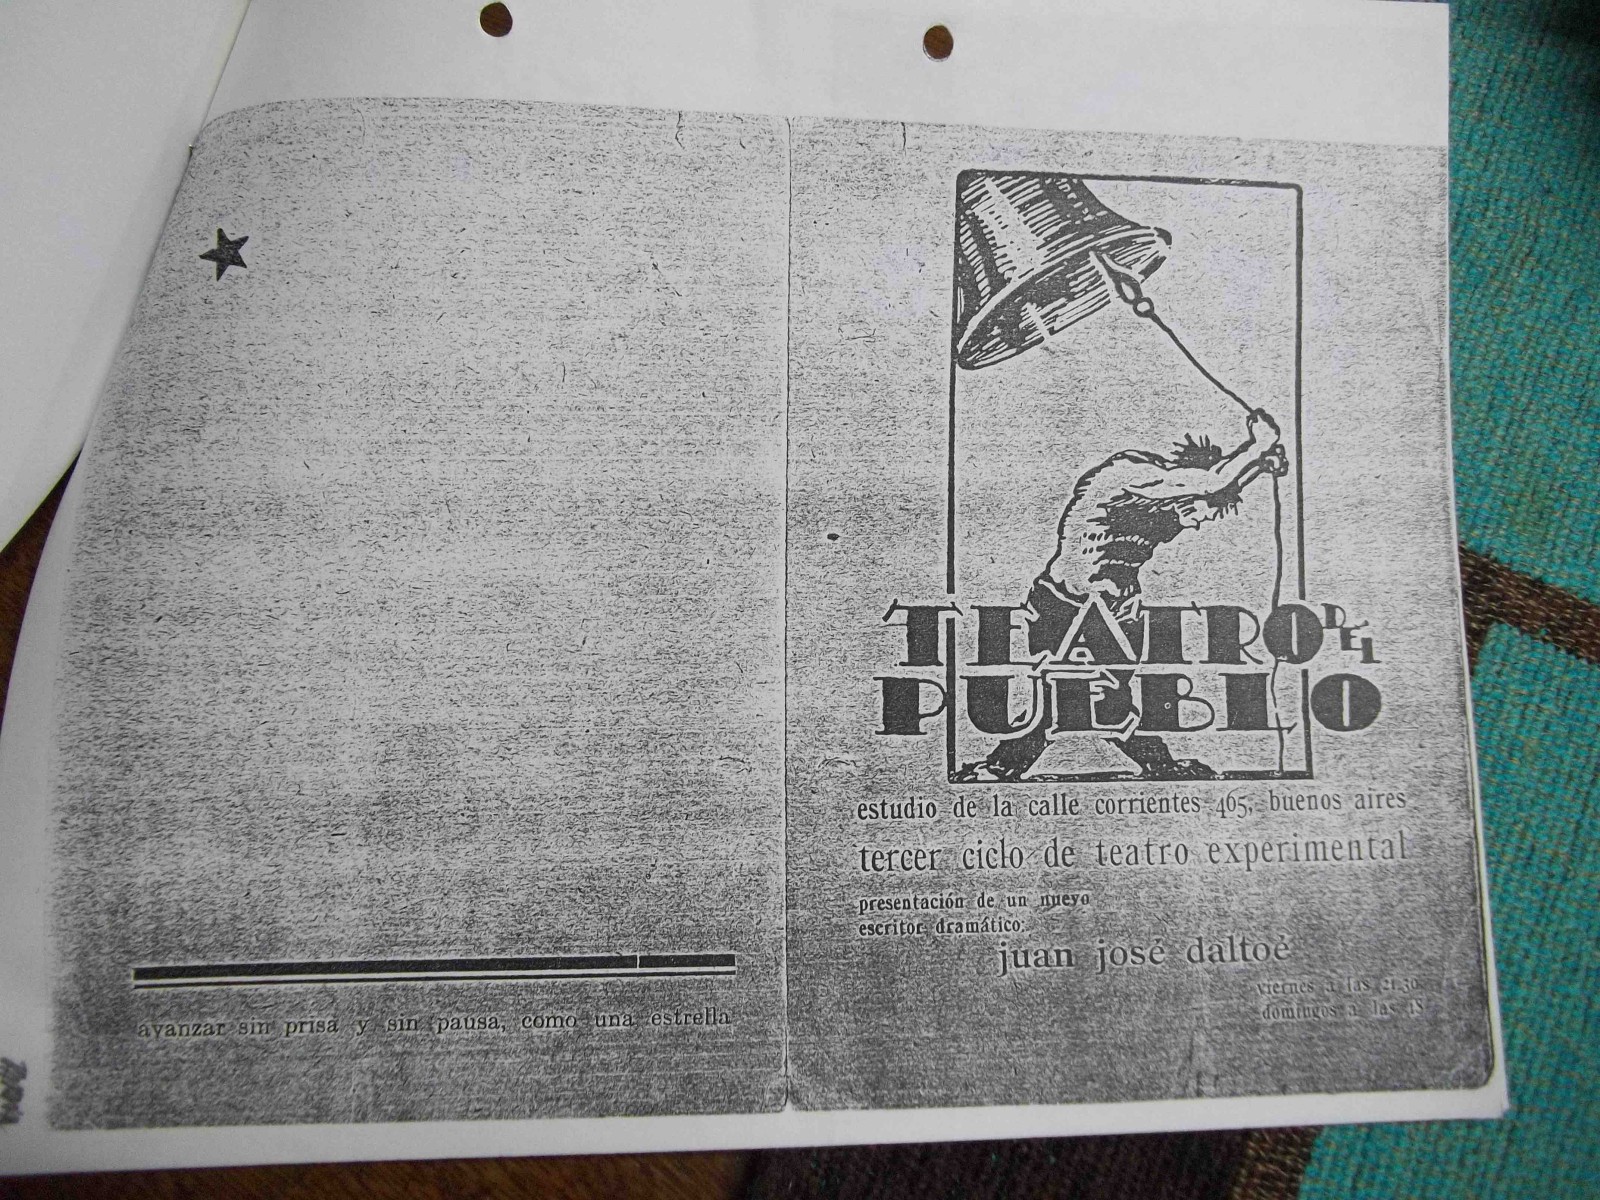 avanzar sin prisa y sin pausa, como una estrella
TEATRO DEL
PUEBLO
estudio de la calle corrientes 465, buenos aires
tercer ciclo de teatro experimental
presentación de un nuevo
escritor dramático:
juan josé daltoé
viernes a las 21.30
domingos a las 18